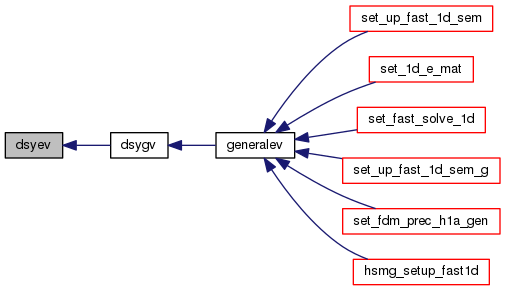 set_up_fast_1d_sem
set_1d_e_mat
set_fast_solve_1d
dsyev
dsygv
generalev
set_up_fast_1d_sem_g
set_fdm_prec_h1a_gen
hsmg_setup_fast1d